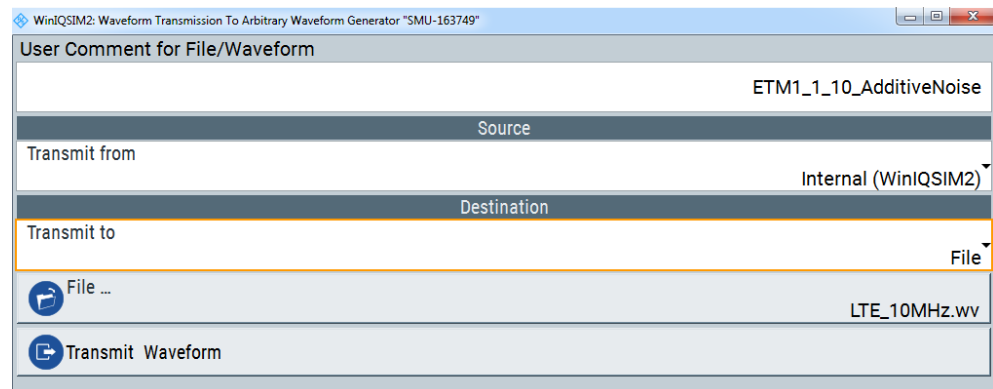 WinIQSIM2: Waveform Transmission To Arbitrary Waveform Generator "SMU-163749"
User Comment for File/Waveform
ETM1_1_10_AdditiveNoise
Source
Transmit from
Internal (WinIQSIM2)
Destination
Transmit to
File
File ...
LTE_10MHz.wv
Transmit Waveform